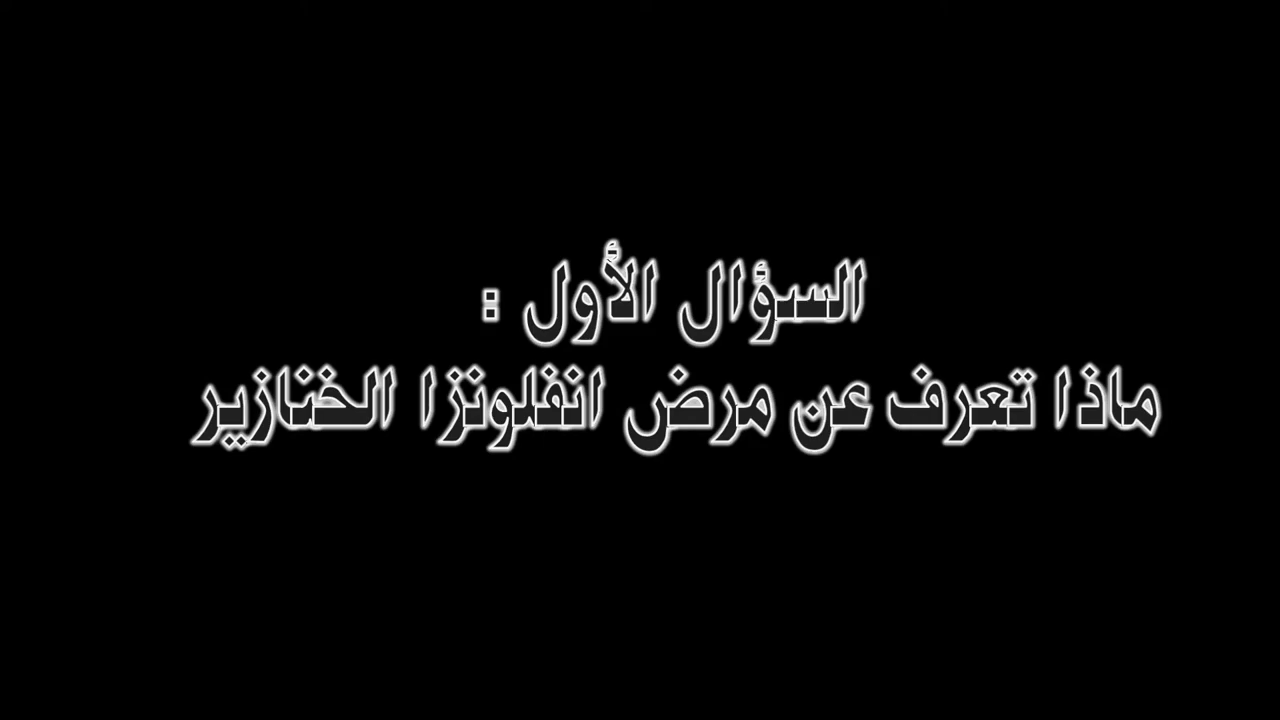 السؤال الأول :
ماذا تعرف عن مرض انفلونزا الخنازير